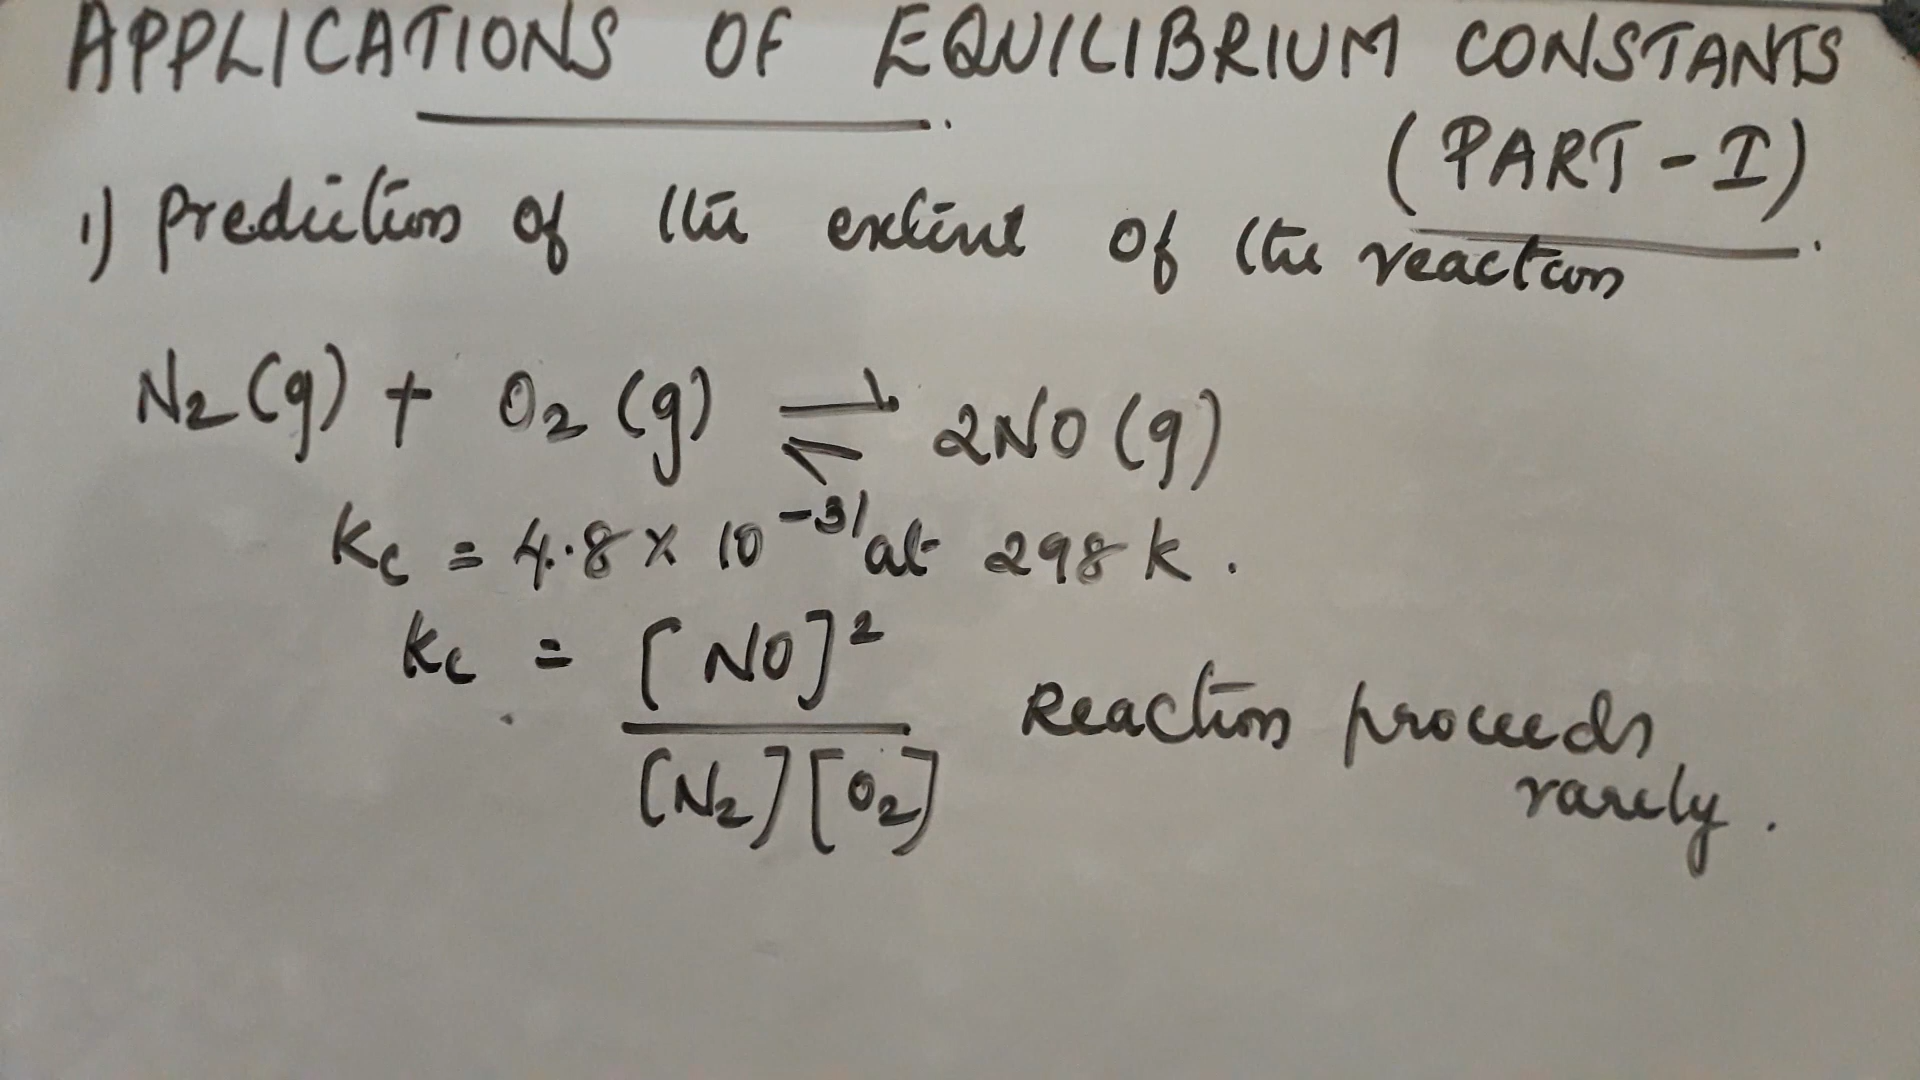 APPLICATIONS OF EQUILIBRIUM CONSTANTS
(PART-I)
1) Prediction of the extent of the reaction
N2 (g) + O2 (g) ⇌ 2NO (g)
Kc = 4.8 x 10^-31 at 298 K.
Kc = [NO]^2
[N2] [O2]
Reaction proceeds
rarely.